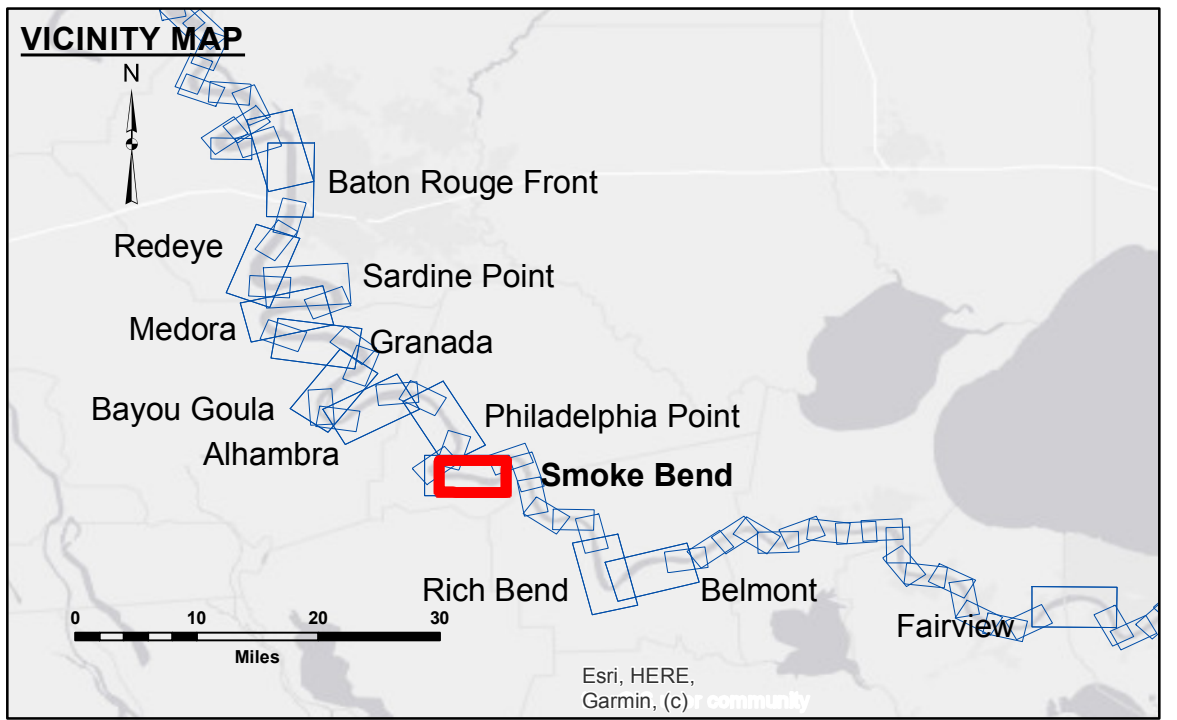 VICINITY MAP
N
Baton Rouge Front
Redeye
Sardine Point
Medora
Granada
Bayou Goula
Philadelphia Point
Alhambra
Smoke Bend
Rich Bend
Belmont
Fairview
0 10 20 30
Miles
Esri, HERE,
Garmin, (c)
community